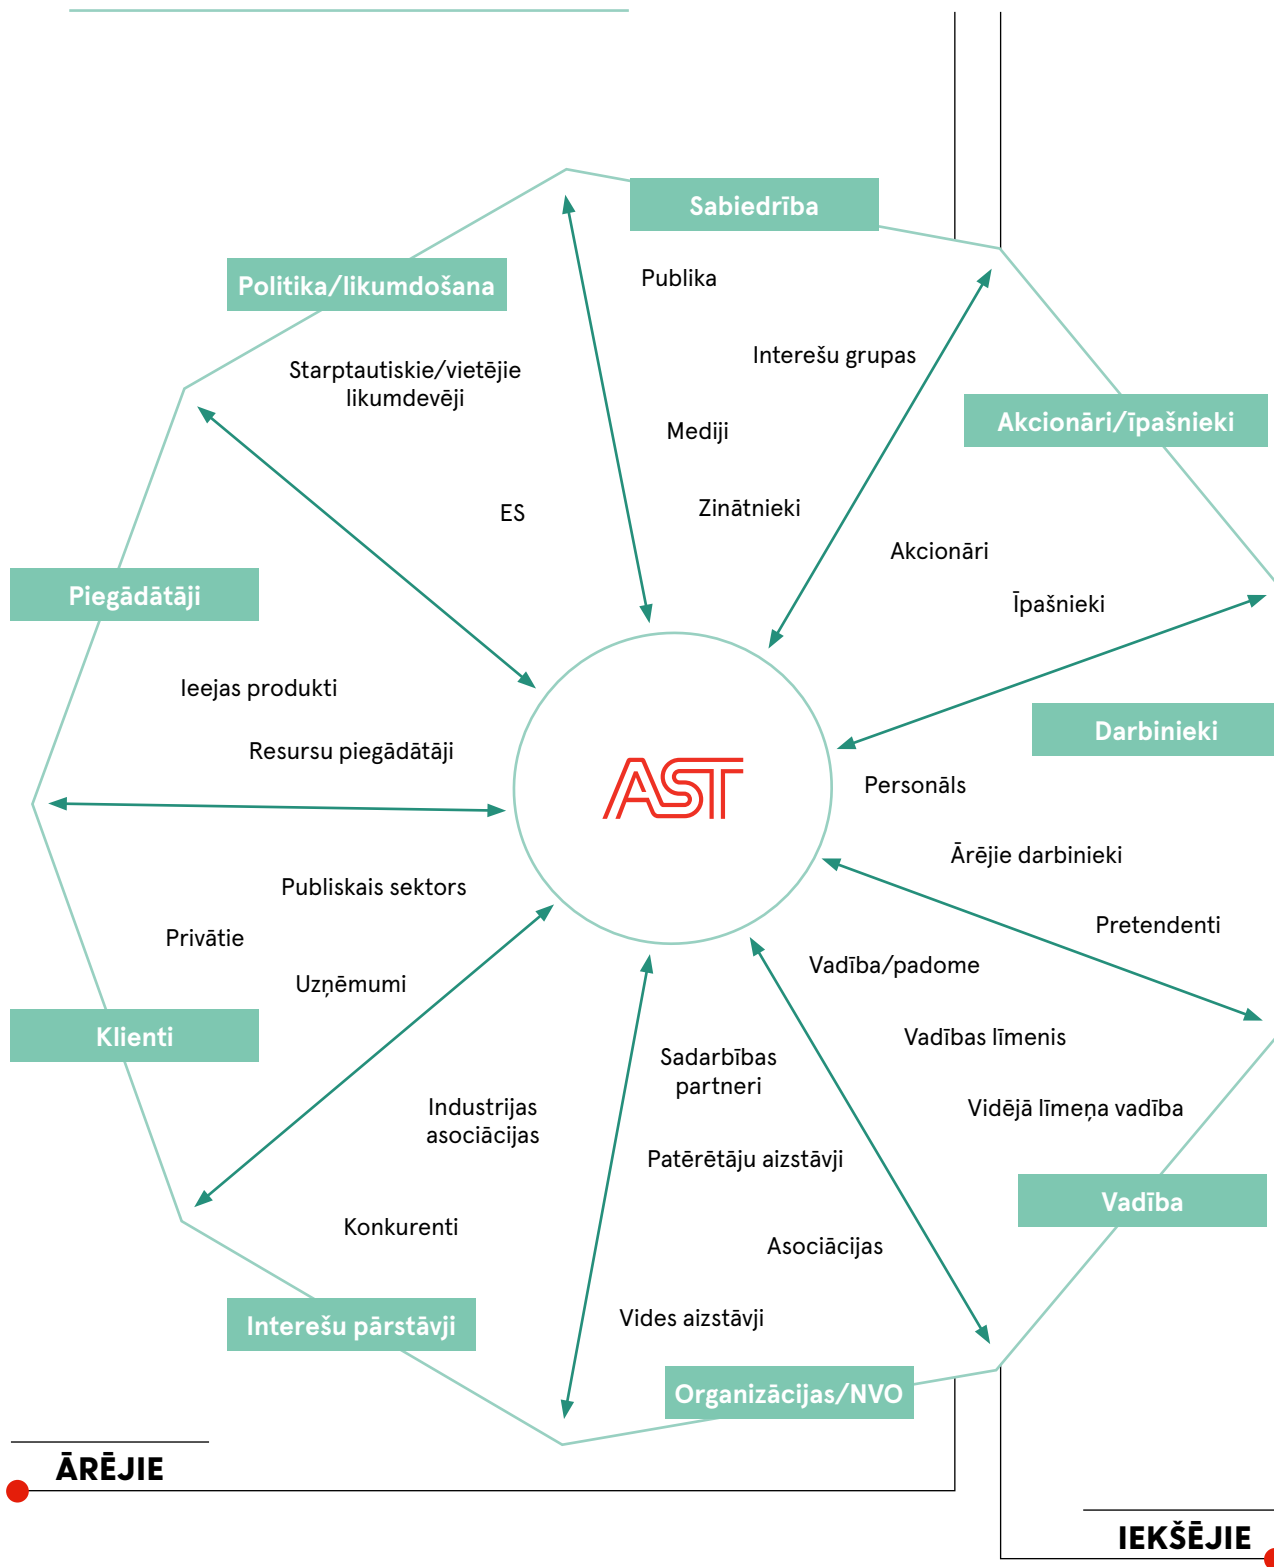 Sabiedrība
Publika
Interešu grupas
Mediji
Zinātnieki
Politika/likumdošana
Starptautiskie/vietējie
likumdevēji
ES
Akcionāri/īpašnieki
Akcionāri
Īpašnieki
Piegādātāji
Ieejas produkti
Resursu piegādātāji
AST
Darbinieki
Personāls
Ārējie darbinieki
Pretendenti
Publiskais sektors
Privātie
Uzņēmumi
Klienti
Vadība/padome
Vadības līmenis
Vidējā līmeņa vadība
Vadība
Industrijas
asociācijas
Konkurenti
Interešu pārstāvji
Sadarbības
partneri
Patērētāju aizstāvji
Asociācijas
Vides aizstāvji
Organizācijas/NVO
ĀRĒJIE
IEKŠĒJIE